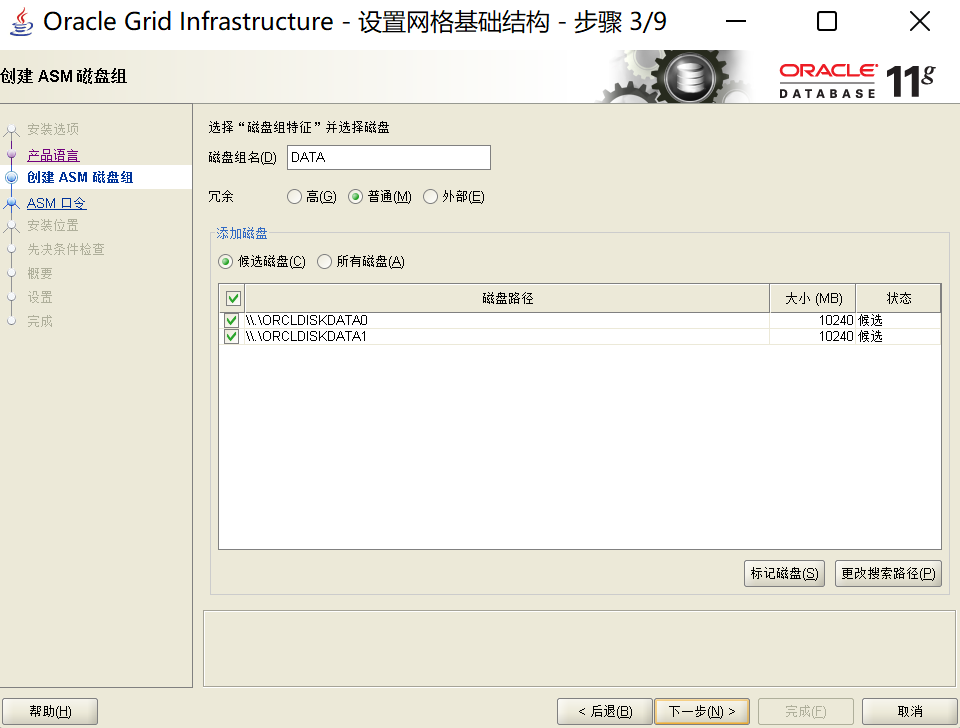 Oracle Grid Infrastructure - 设置网格基础结构 - 步骤 3/9
创建 ASM 磁盘组
ORACLE 11g
DATABASE
安装选项
产品语言
创建 ASM 磁盘组
ASM 口令
安装位置
先决条件检查
概要
设置
完成
选择“磁盘组特征”并选择磁盘
磁盘组名(D) DATA
冗余 高(G) 普通(M) 外部(E)
添加磁盘
候选磁盘(C) 所有磁盘(A)
磁盘路径 大小 (MB) 状态
\\.\ORCLDISKDATA0 10240 候选
\\.\ORCLDISKDATA1 10240 候选
标记磁盘(S) 更改搜索路径(P)
帮助(H) < 后退(B) 下一步(N) > 完成(F) 取消